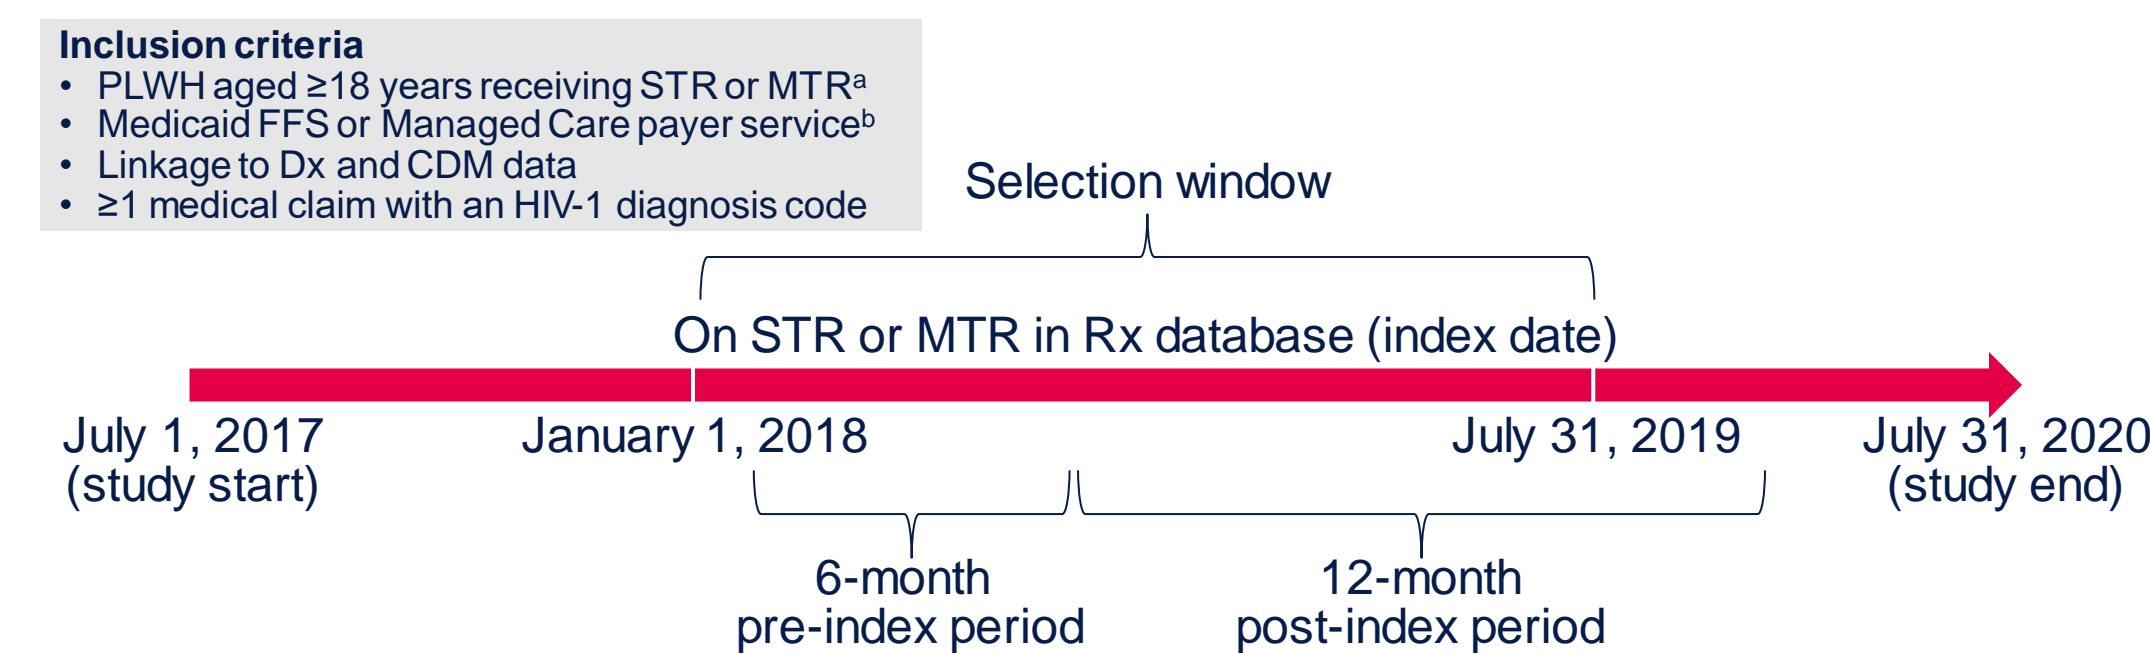 Inclusion criteria
• PLWH aged ≥18 years receiving STR or MTRᵃ
• Medicaid FFS or Managed Care payer serviceᵇ
• Linkage to Dx and CDM data
• ≥1 medical claim with an HIV-1 diagnosis code
Selection window
On STR or MTR in Rx database (index date)
July 1, 2017
(study start)
January 1, 2018
July 31, 2019
July 31, 2020
(study end)
6-month
pre-index period
12-month
post-index period